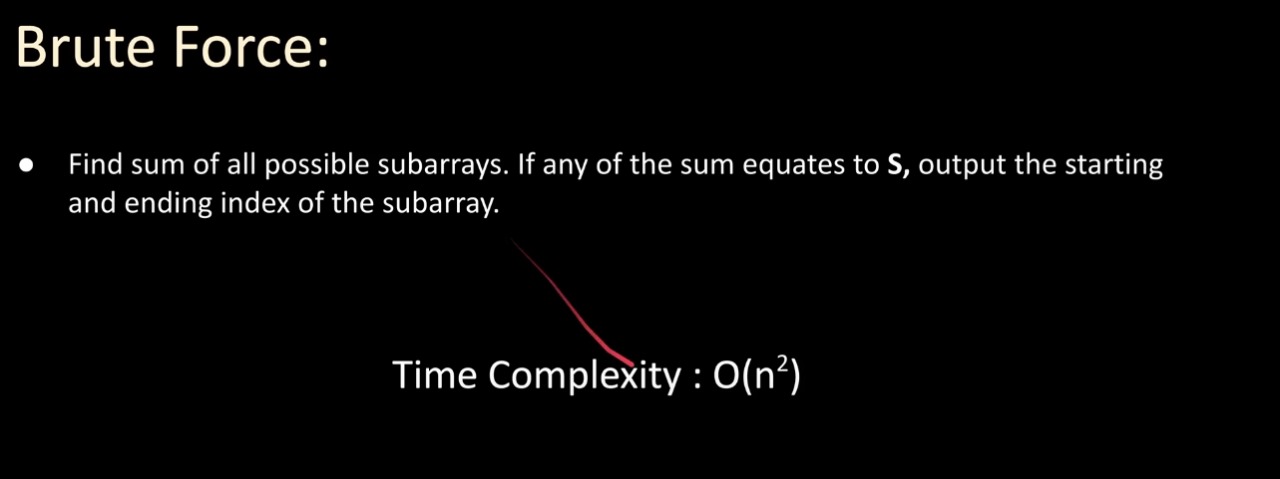 Brute Force:
● Find sum of all possible subarrays. If any of the sum equates to S, output the starting
and ending index of the subarray.
Time Complexity : O(n²)